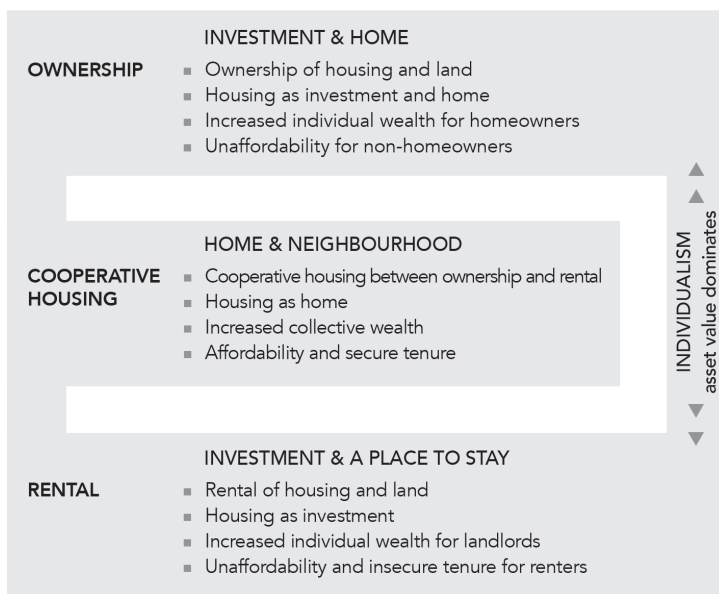 INVESTMENT & HOME
OWNERSHIP
Ownership of housing and land
Housing as investment and home
Increased individual wealth for homeowners
Unaffordability for non-homeowners
HOME & NEIGHBOURHOOD
COOPERATIVE
HOUSING
Cooperative housing between ownership and rental
Housing as home
Increased collective wealth
Affordability and secure tenure
INVESTMENT & A PLACE TO STAY
RENTAL
Rental of housing and land
Housing as investment
Increased individual wealth for landlords
Unaffordability and insecure tenure for renters
INDIVIDUALISM
asset value dominates